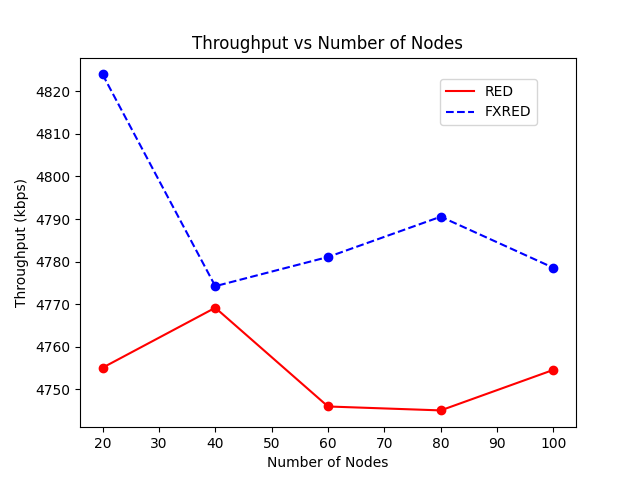 Throughput vs Number of Nodes
RED
FXRED
Throughput (kbps)
4820
4810
4800
4790
4780
4770
4760
4750
20 30 40 50 60 70 80 90 100
Number of Nodes